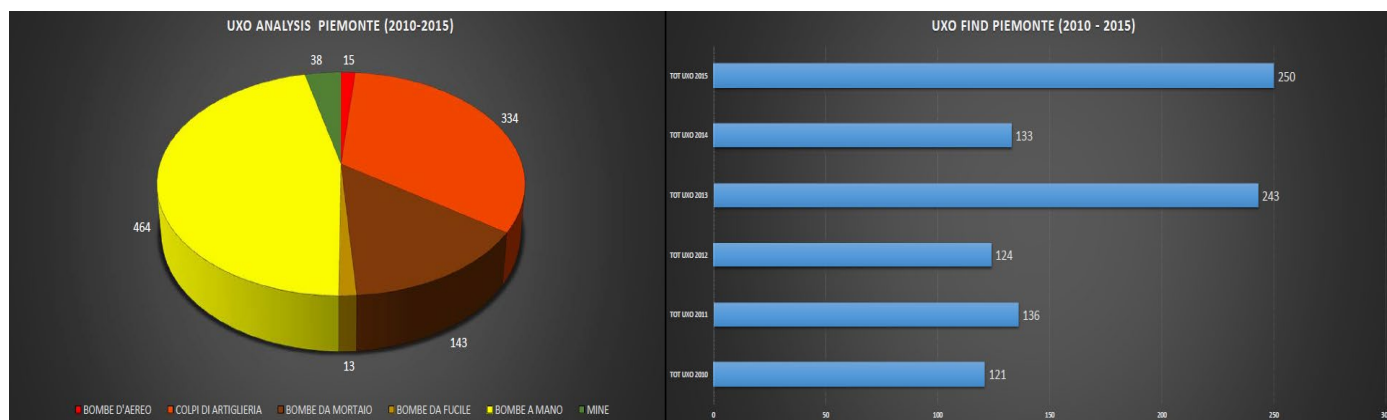 UXO ANALYSIS PIEMONTE (2010-2015)
38
15
334
464
143
13
BOMBE D'AEREO
COLPI DI ARTIGLIERIA
BOMBE DA MORTAIO
BOMBE DA FUCILE
BOMBE A MANO
MINE
UXO FIND PIEMONTE (2010 - 2015)
TOT UXO 2015
250
TOT UXO 2014
133
TOT UXO 2013
243
TOT UXO 2012
124
TOT UXO 2011
136
TOT UXO 2010
121
0
50
100
150
200
250